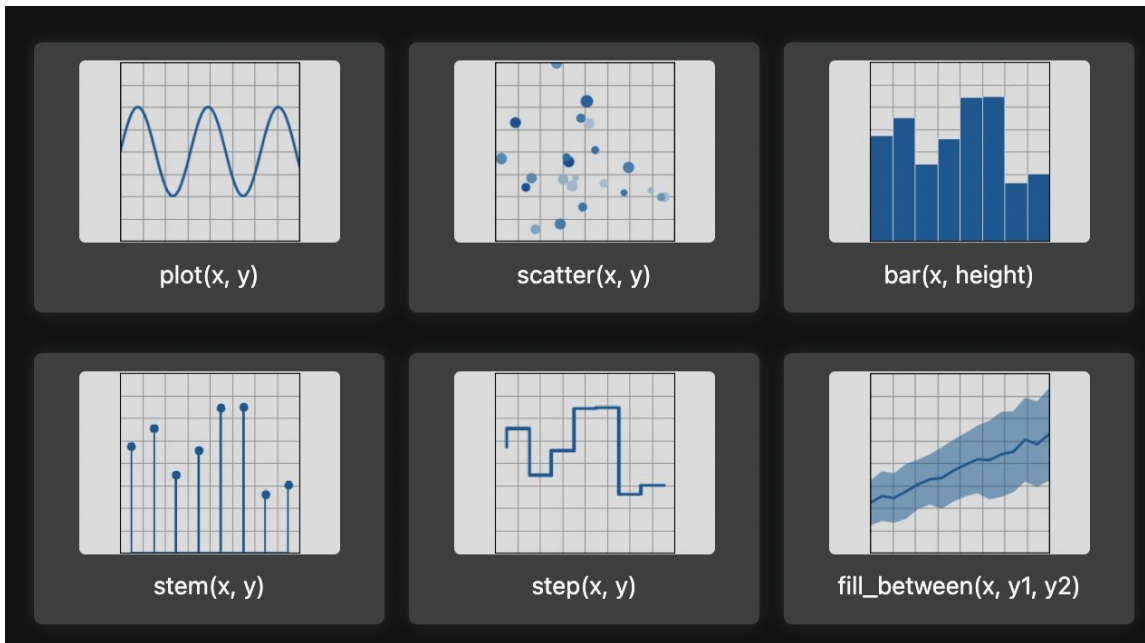 plot(x, y)
scatter(x, y)
bar(x, height)
stem(x, y)
step(x, y)
fill_between(x, y1, y2)